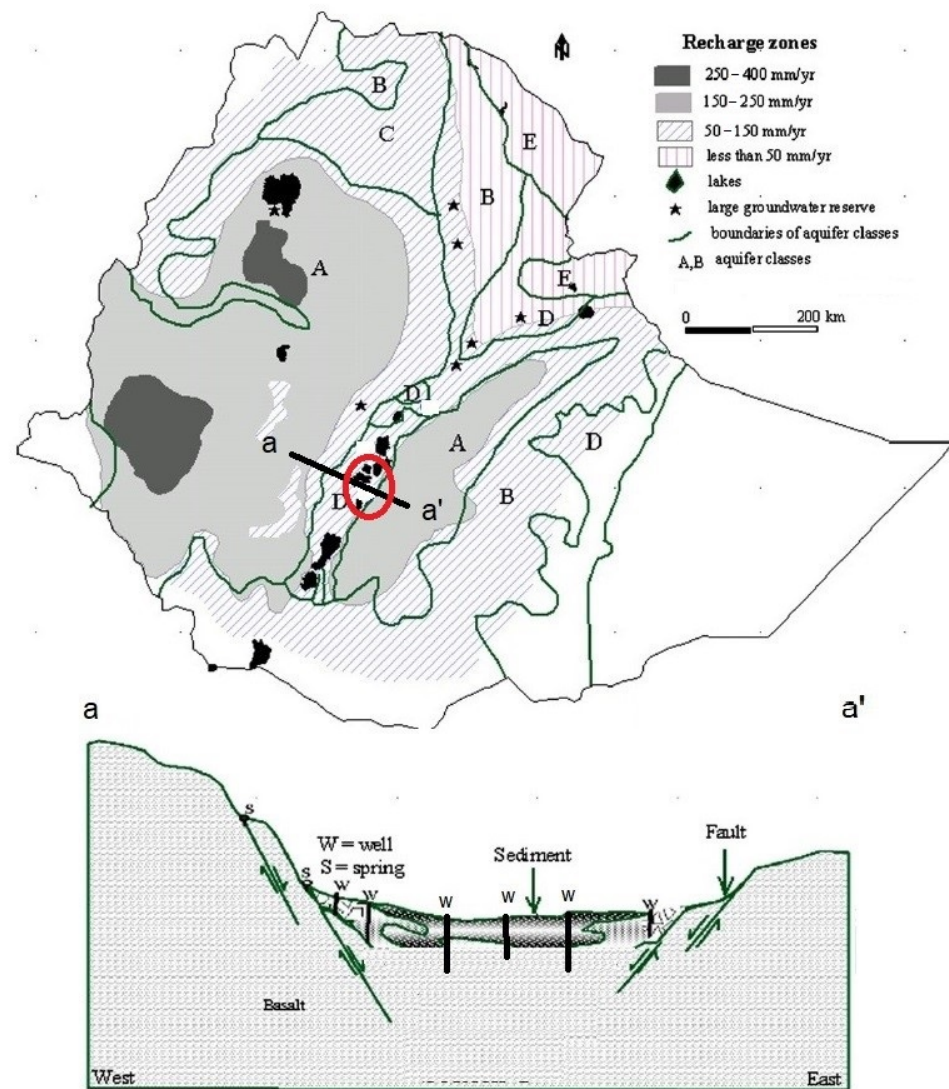 Recharge zones
250 – 400 mm/yr
150 – 250 mm/yr
50 – 150 mm/yr
less than 50 mm/yr
lakes
large groundwater reserve
boundaries of aquifer classes
A,B aquifer classes
0 200 km
N
B
C
E
B
A
E
D
D
A
D
B
a
D
a'
a
a'
s
W = well
S = spring
s
w
w
Sediment
w
w
w
Fault
w
Basalt
West
East